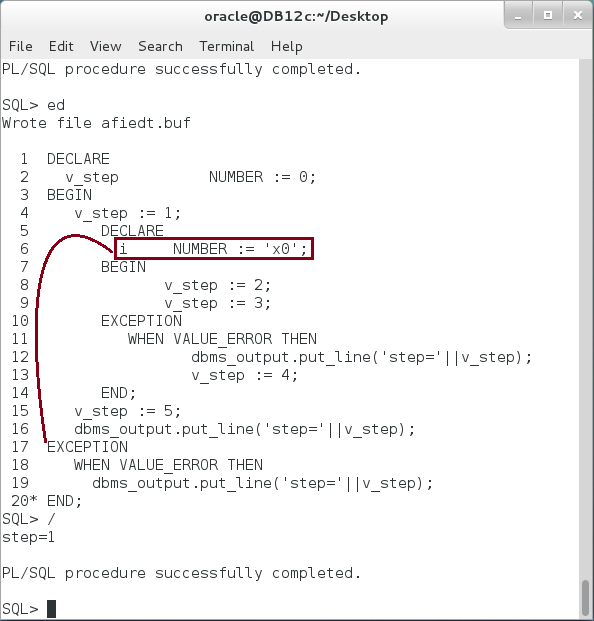 oracle@DB12c:~/Desktop
File Edit View Search Terminal Help
PL/SQL procedure successfully completed.
SQL> ed
Wrote file afiedt.buf
1 DECLARE
2 v_step NUMBER := 0;
3 BEGIN
4 v_step := 1;
5 DECLARE
6 i NUMBER := 'x0';
7 BEGIN
8 v_step := 2;
9 v_step := 3;
10 EXCEPTION
11 WHEN VALUE_ERROR THEN
12 dbms_output.put_line('step='||v_step);
13 v_step := 4;
14 END;
15 v_step := 5;
16 dbms_output.put_line('step='||v_step);
17 EXCEPTION
18 WHEN VALUE_ERROR THEN
19 dbms_output.put_line('step='||v_step);
20* END;
SQL> /
step=1
PL/SQL procedure successfully completed.
SQL>